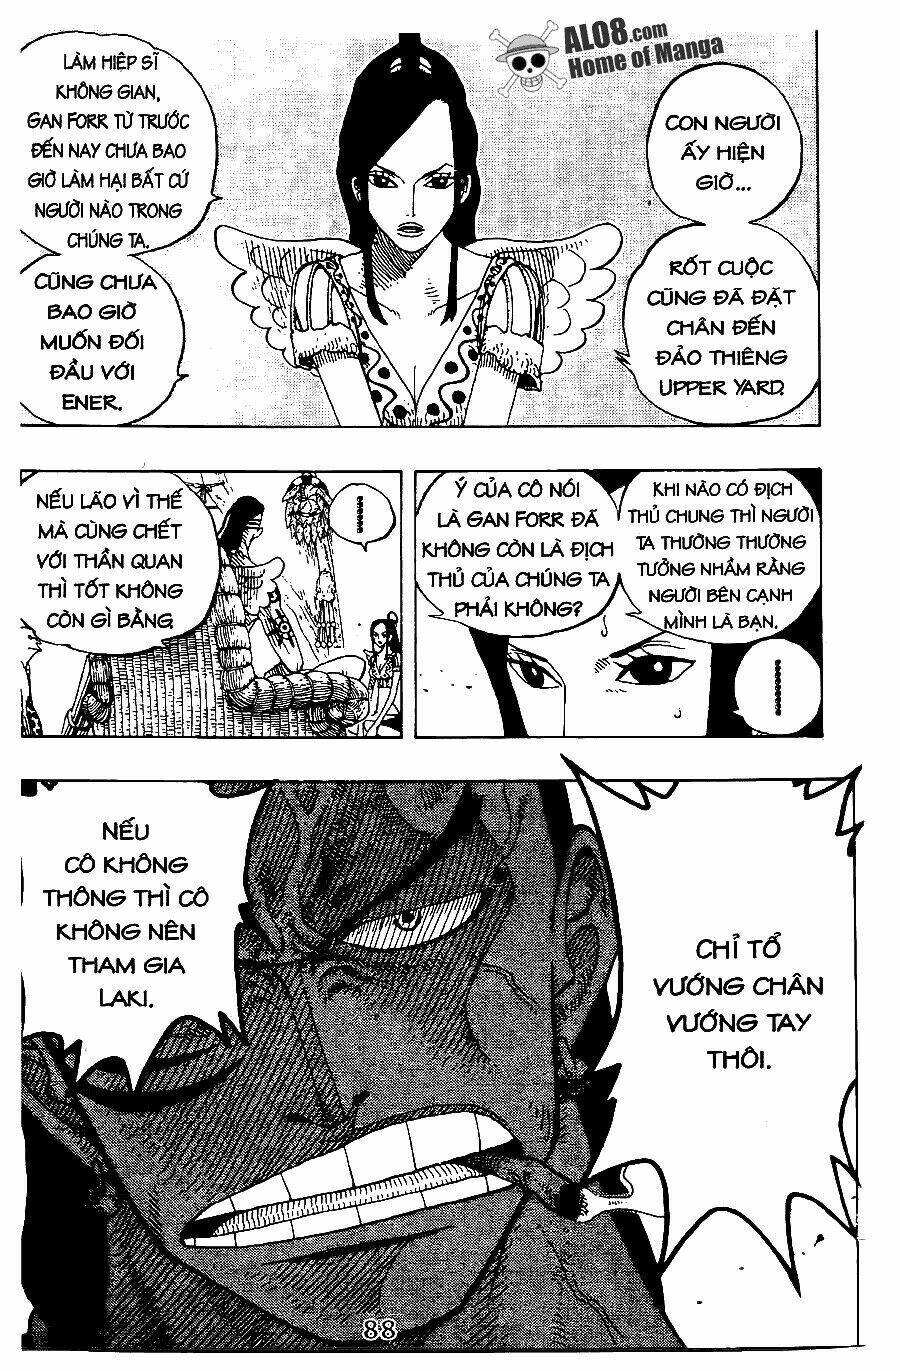 AL08.com
Home of Manga
CON NGƯỜI
ẤY HIỆN
GIỜ...
RỐT CUỘC
CŨNG ĐÃ ĐẶT
CHÂN ĐẾN
ĐẢO THIÊNG
UPPER YARD.
LÀM HIỆP SĨ
KHÔNG GIAN,
GAN FORR TỪ TRƯỚC
ĐẾN NAY CHƯA BAO
GIỜ LÀM HẠI BẤT CỨ
NGƯỜI NÀO TRONG
CHÚNG TA.
CŨNG CHƯA
BAO GIỜ
MUỐN ĐỐI
ĐẦU VỚI
ENER.
KHI NÀO CÓ ĐỊCH
THỦ CHUNG THÌ NGƯỜI
TA THƯỜNG THƯỜNG
TƯỞNG NHẦM RẰNG
NGƯỜI BÊN CẠNH
MÌNH LÀ BẠN.
Ý CỦA CÔ NÓI
LÀ GAN FORR ĐÃ
KHÔNG CÒN LÀ ĐỊCH
THỦ CỦA CHÚNG TA
PHẢI KHÔNG?
NẾU LÃO VÌ THẾ
MÀ CÙNG CHẾT
VỚI THẦN QUAN
THÌ TỐT KHÔNG
CÒN GÌ BẰNG.
CHỈ TỔ
VƯỚNG CHÂN
VƯỚNG TAY
THÔI.
NẾU
CÔ KHÔNG
THÔNG THÌ CÔ
KHÔNG NÊN
THAM GIA
LAKI.
88